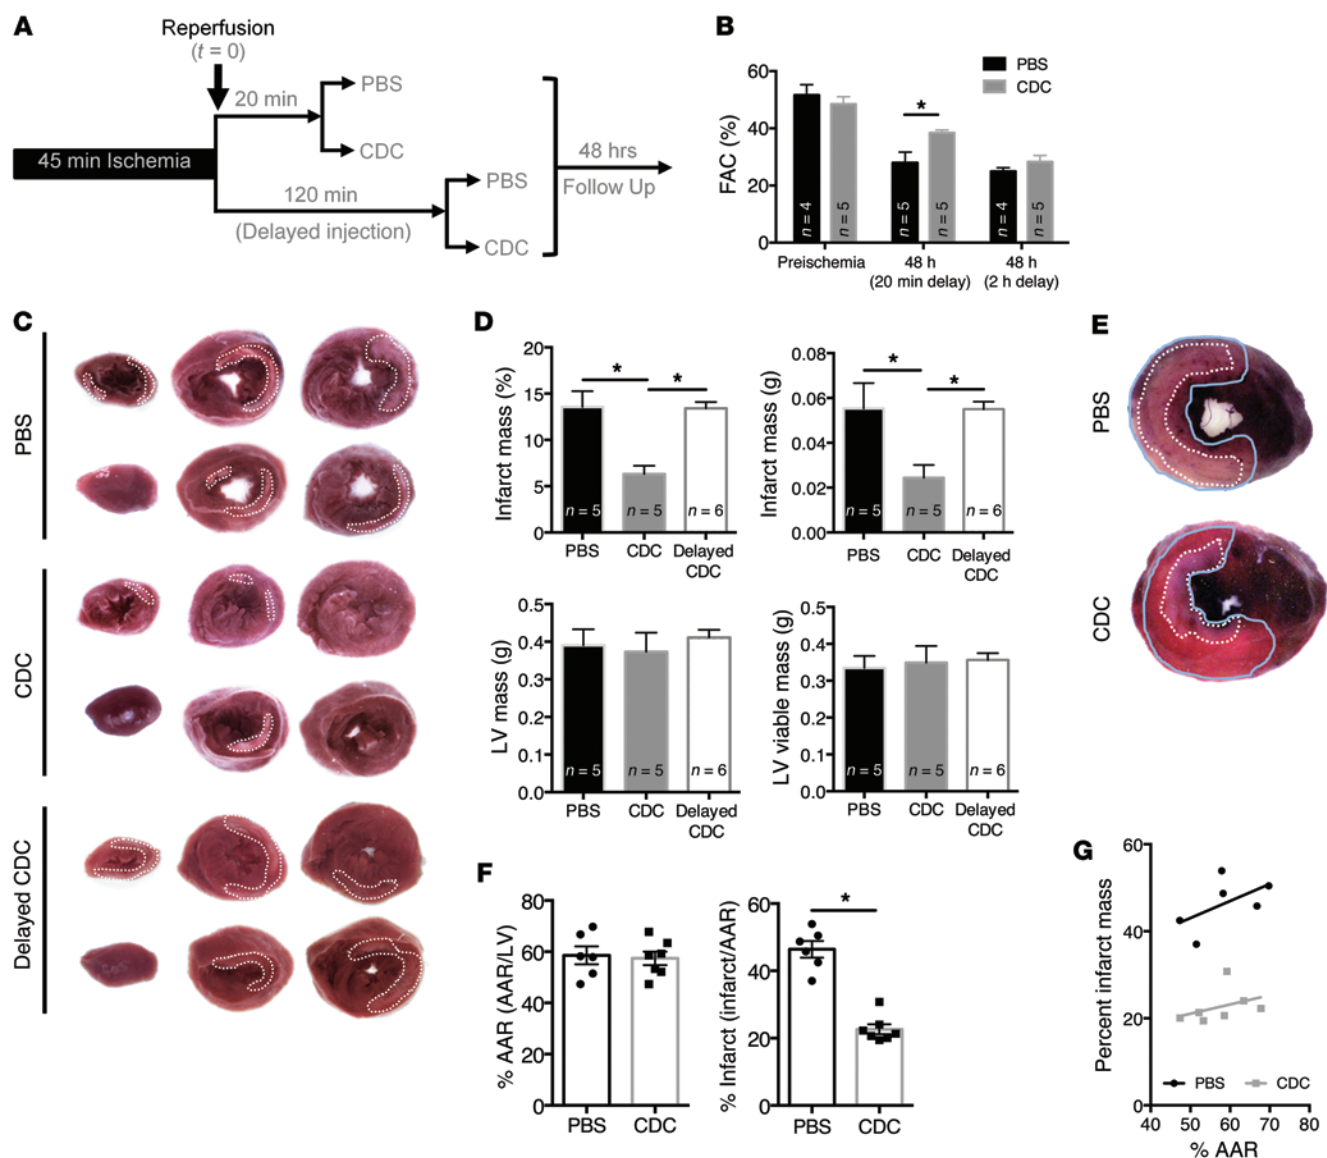 A
Reperfusion
(t = 0)
20 min
PBS
CDC
45 min Ischemia
120 min
(Delayed injection)
PBS
CDC
48 hrs
Follow Up
B
PBS
CDC
FAC (%)
60
40
20
0
*
n = 4
n = 5
n = 5
n = 5
n = 4
n = 5
Preischemia
48 h
(20 min delay)
48 h
(2 h delay)
C
PBS
CDC
Delayed CDC
D
Infarct mass (%)
20
15
10
5
0
*
*
n = 5
n = 5
n = 6
PBS
CDC
Delayed
CDC
Infarct mass (g)
0.08
0.06
0.04
0.02
0.00
*
*
n = 5
n = 5
n = 6
PBS
CDC
Delayed
CDC
LV mass (g)
0.5
0.4
0.3
0.2
0.1
0.0
n = 5
n = 5
n = 6
PBS
CDC
Delayed
CDC
LV viable mass (g)
0.5
0.4
0.3
0.2
0.1
0.0
n = 5
n = 5
n = 6
PBS
CDC
Delayed
CDC
E
PBS
CDC
F
% AAR (AAR/LV)
80
60
40
20
0
PBS
CDC
% Infarct (infarct/AAR)
60
40
20
0
*
PBS
CDC
G
Percent infarct mass
60
40
20
0
PBS
CDC
40
50
60
70
80
% AAR